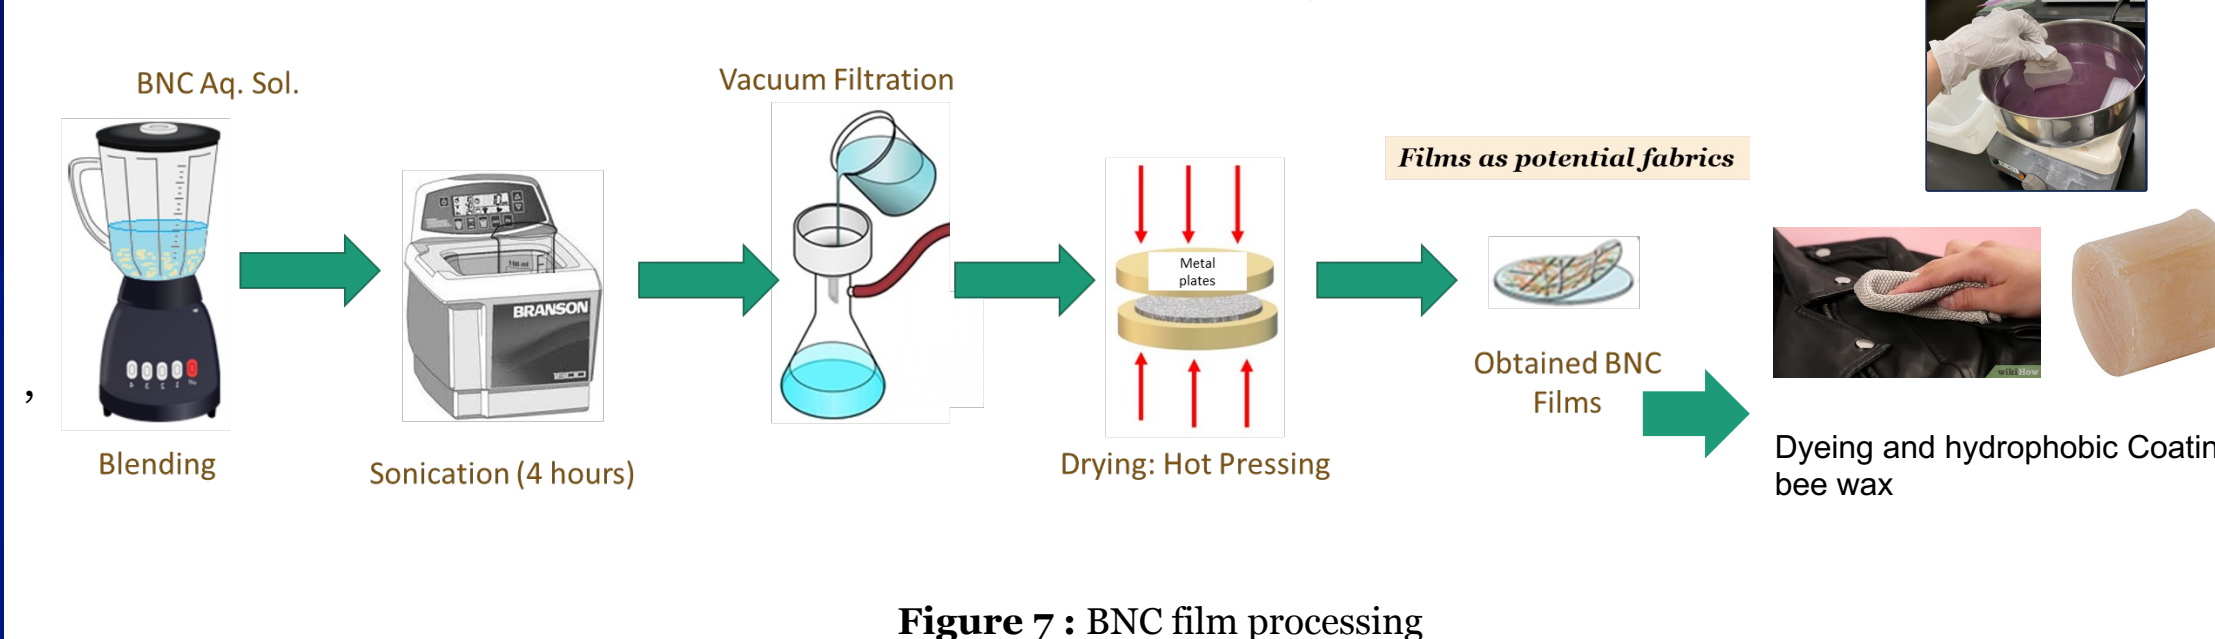 BNC Aq. Sol.
Blending
BRANSON
1800
Sonication (4 hours)
Vacuum Filtration
Metal
plates
Drying: Hot Pressing
Films as potential fabrics
Obtained BNC
Films
wikiHow
Dyeing and hydrophobic Coatin
bee wax
,
Figure 7 : BNC film processing